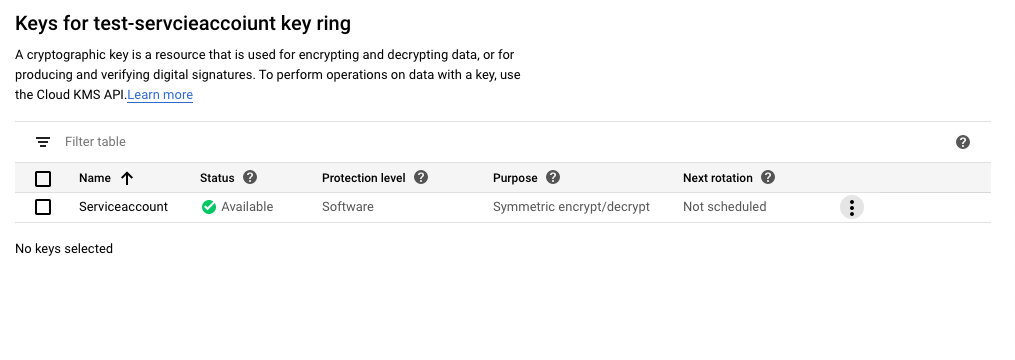 Keys for test-servcieaccoiunt key ring
A cryptographic key is a resource that is used for encrypting and decrypting data, or for
producing and verifying digital signatures. To perform operations on data with a key, use
the Cloud KMS API.Learn more
Filter table
Name Status Protection level Purpose Next rotation
Serviceaccount Available Software Symmetric encrypt/decrypt Not scheduled
No keys selected